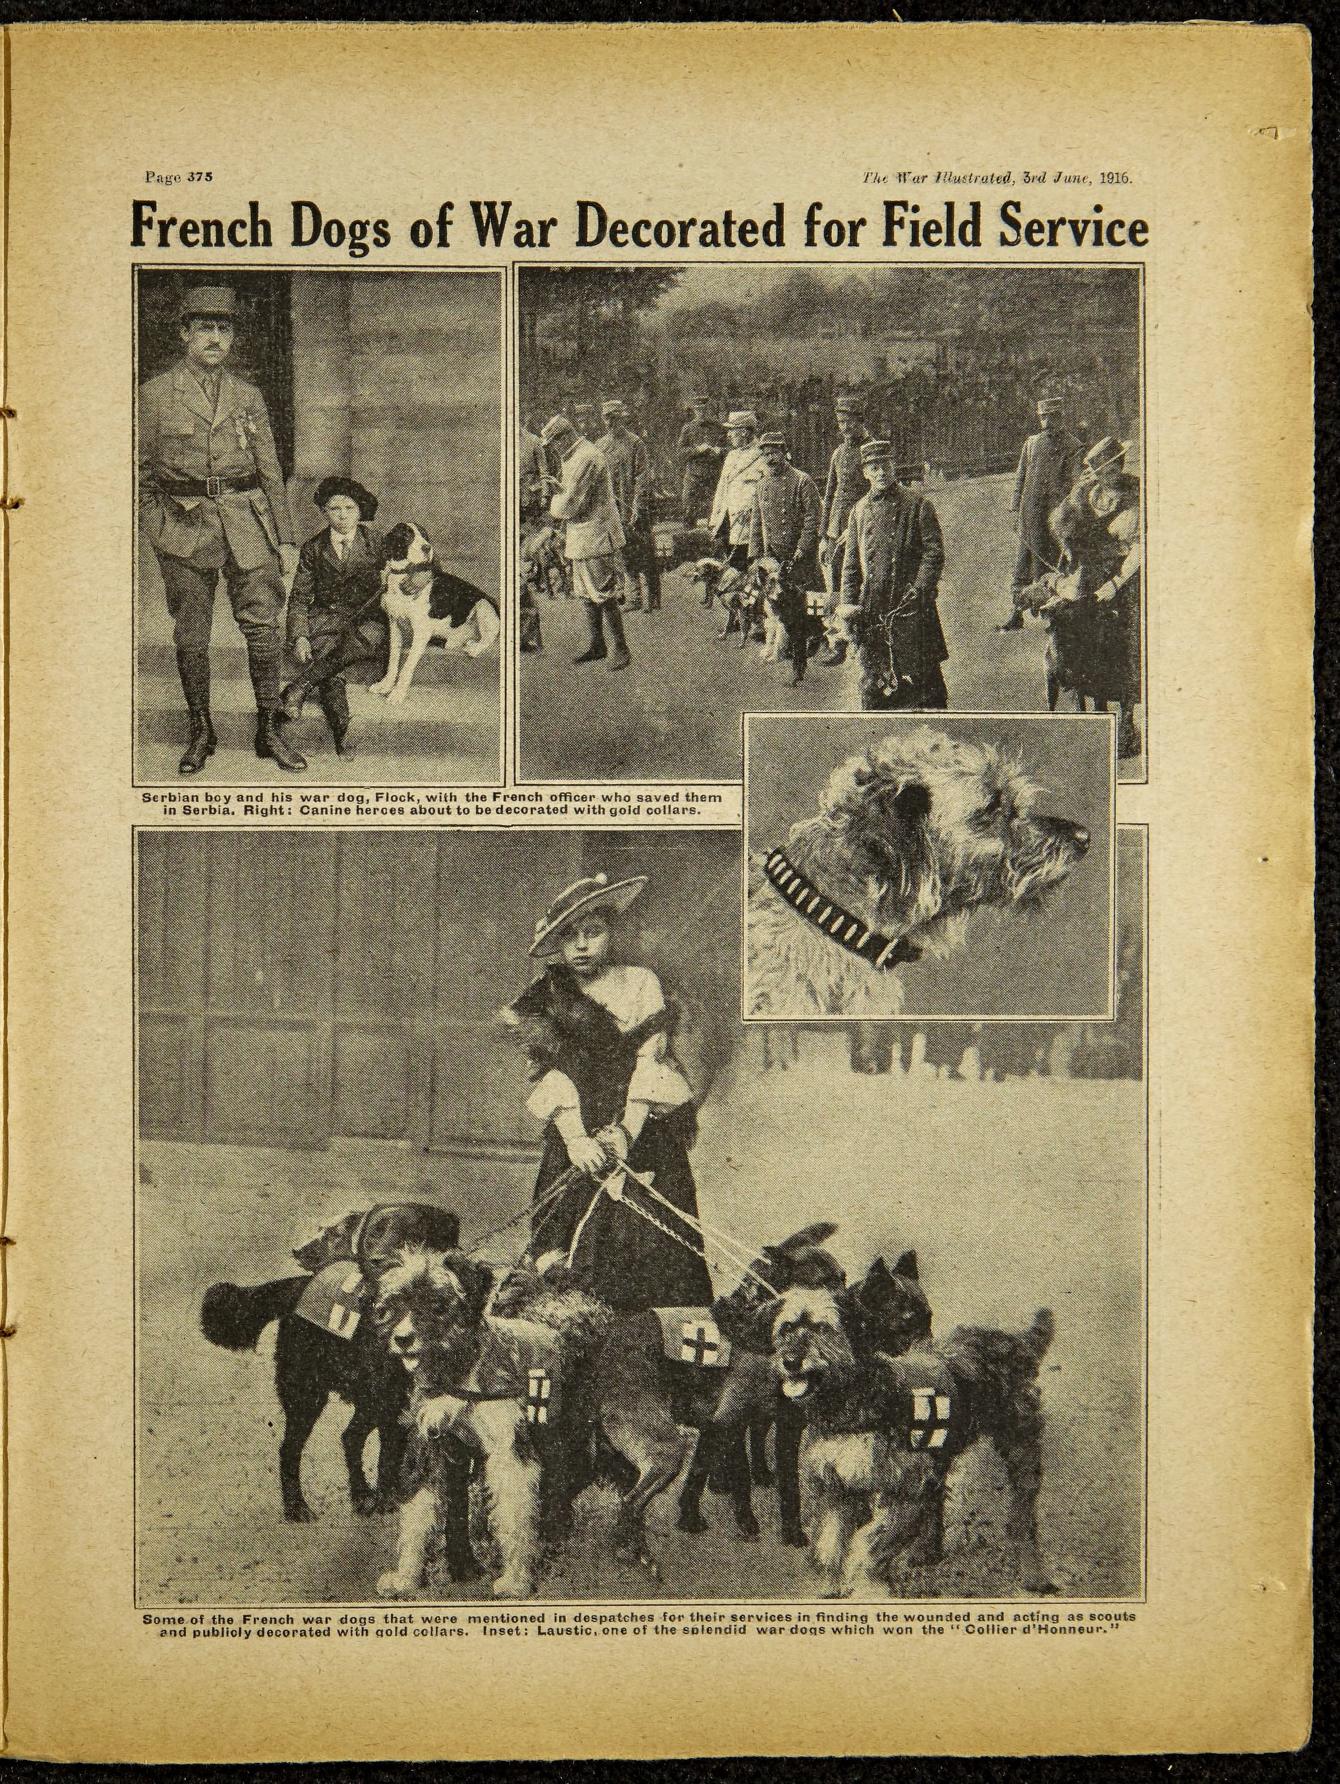 Page 375
The War Illustrated, 3rd June, 1916.
French Dogs of War Decorated for Field Service
Serbian boy and his war dog, Flock, with the French officer who saved them
in Serbia. Right: Canine heroes about to be decorated with gold collars.
Some of the French war dogs that were mentioned in despatches for their services in finding the wounded and acting as scouts
and publicly decorated with gold collars. Inset: Laustic, one of the splendid war dogs which won the "Collier d'Honneur."